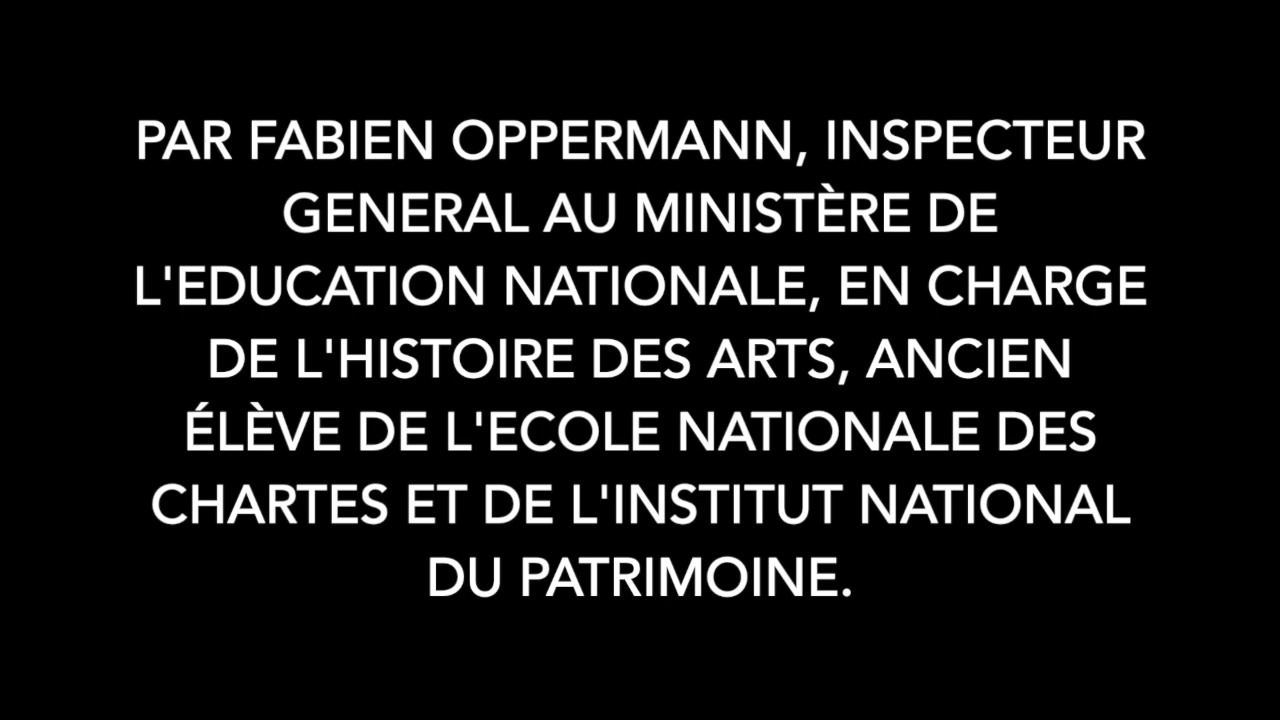 PAR FABIEN OPPERMANN, INSPECTEUR
GENERAL AU MINISTÈRE DE
L'EDUCATION NATIONALE, EN CHARGE
DE L'HISTOIRE DES ARTS, ANCIEN
ÉLÈVE DE L'ECOLE NATIONALE DES
CHARTES ET DE L'INSTITUT NATIONAL
DU PATRIMOINE.